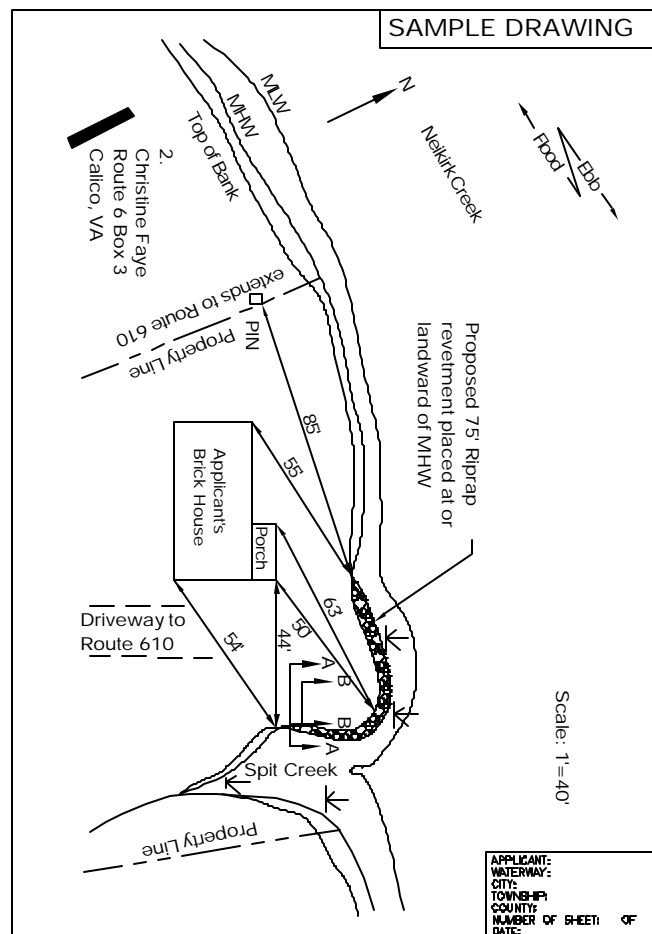 SAMPLE DRAWING
MLW
MHW
Top of Bank
N
Nelkirk Creek
Ebb
Flood
2.
Christine Faye
Route 6 Box 3
Calico, VA
extends to Route 610
Property Line
PIN
Proposed 75' Riprap
revetment placed at or
landward of MHW
85'
55'
Applicant's
Brick House
Porch
63'
50'
44'
54'
Driveway to
Route 610
A
B
B
A
Spit Creek
Property Line
Scale: 1'=40'
APPLICANT:
WATERWAY:
CITY:
TOWNSHIP:
COUNTY:
NUMBER OF SHEET: OF
DATE: